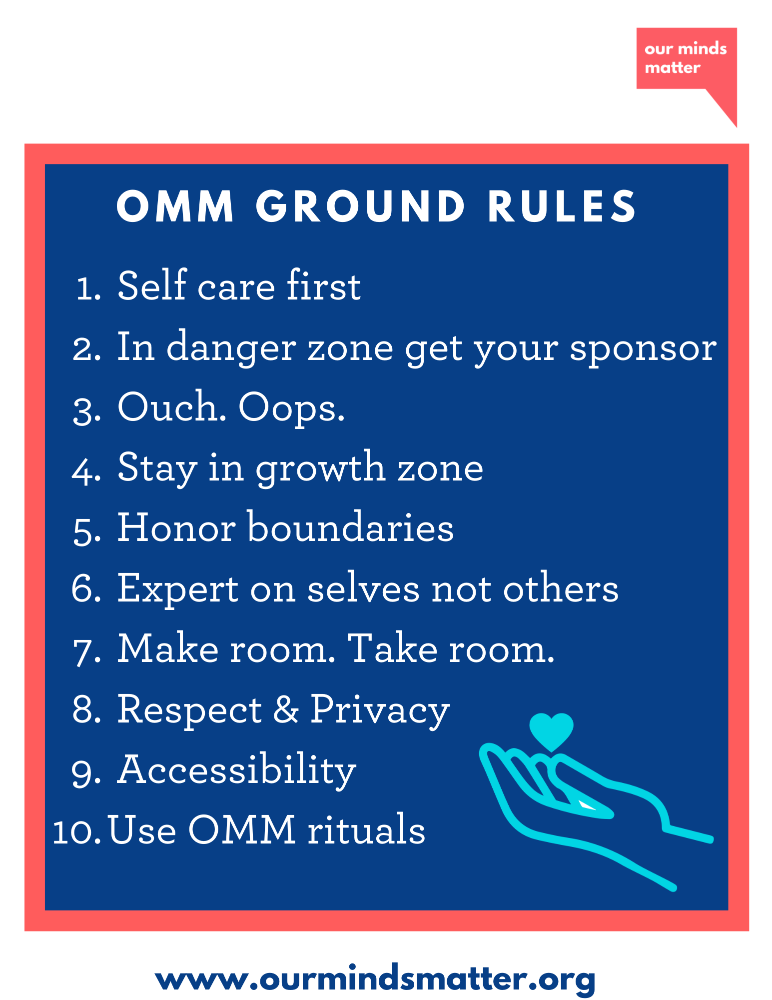 our minds
matter
OMM GROUND RULES
1. Self care first
2. In danger zone get your sponsor
3. Ouch. Oops.
4. Stay in growth zone
5. Honor boundaries
6. Expert on selves not others
7. Make room. Take room.
8. Respect & Privacy
9. Accessibility
10. Use OMM rituals
www.ourmindsmatter.org